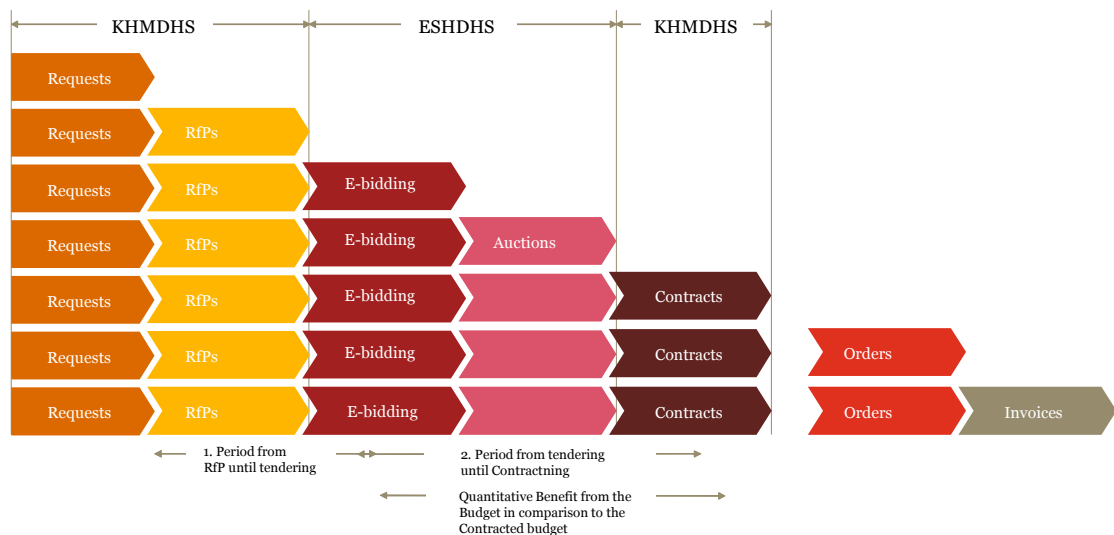 KHMDHS ESHDHS KHMDHS
Requests
Requests RfPs
Requests RfPs E-bidding
Requests RfPs E-bidding Auctions
Requests RfPs E-bidding Contracts
Requests RfPs E-bidding Contracts Orders
Requests RfPs E-bidding Contracts Orders Invoices
1. Period from
RfP until tendering
2. Period from tendering
until Contractning
Quantitative Benefit from the
Budget in comparison to the
Contracted budget